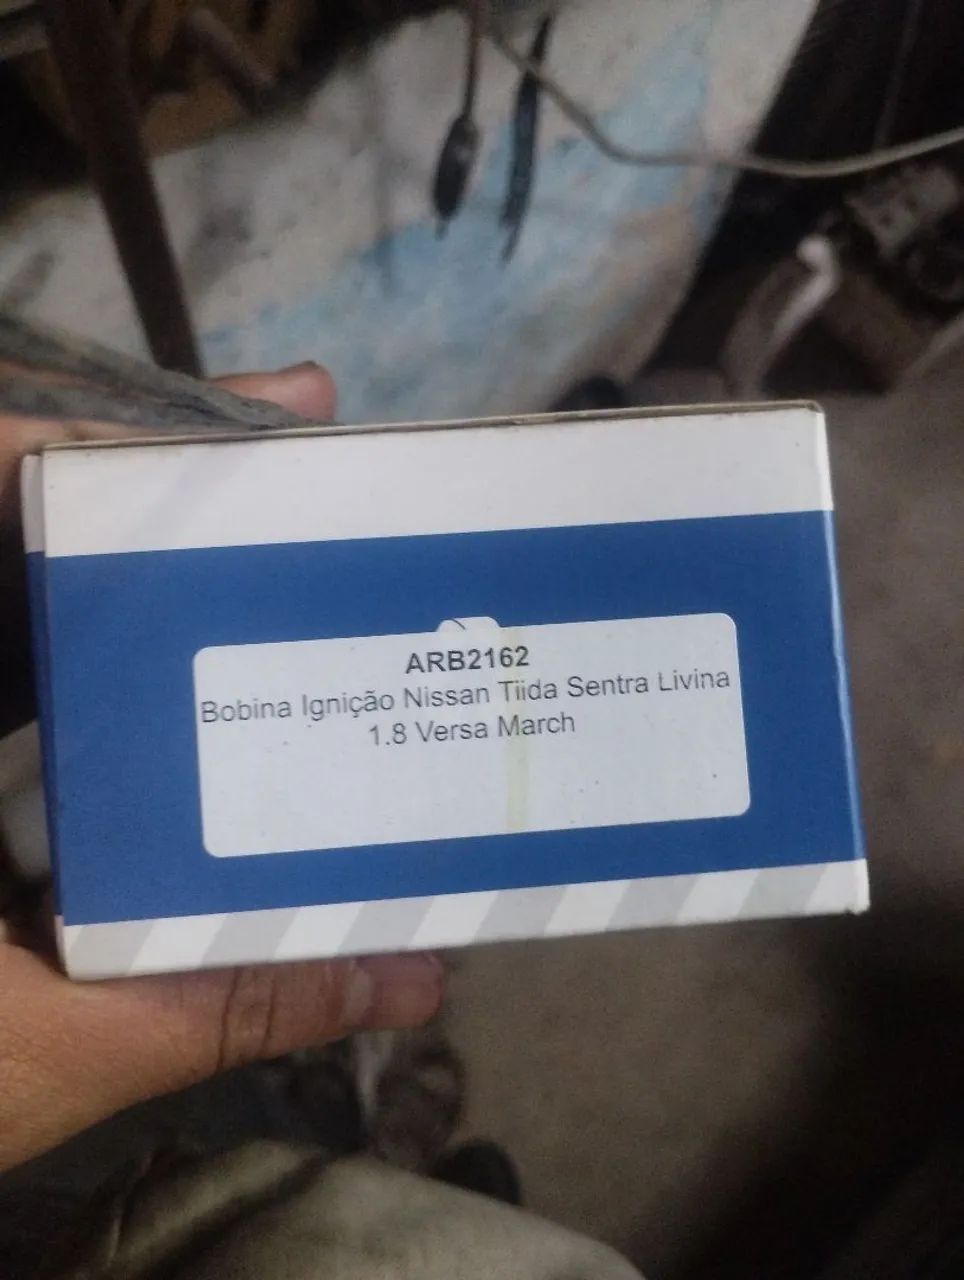 ARB2162
Bobina Ignição Nissan Tiida Sentra Livina
1.8 Versa March